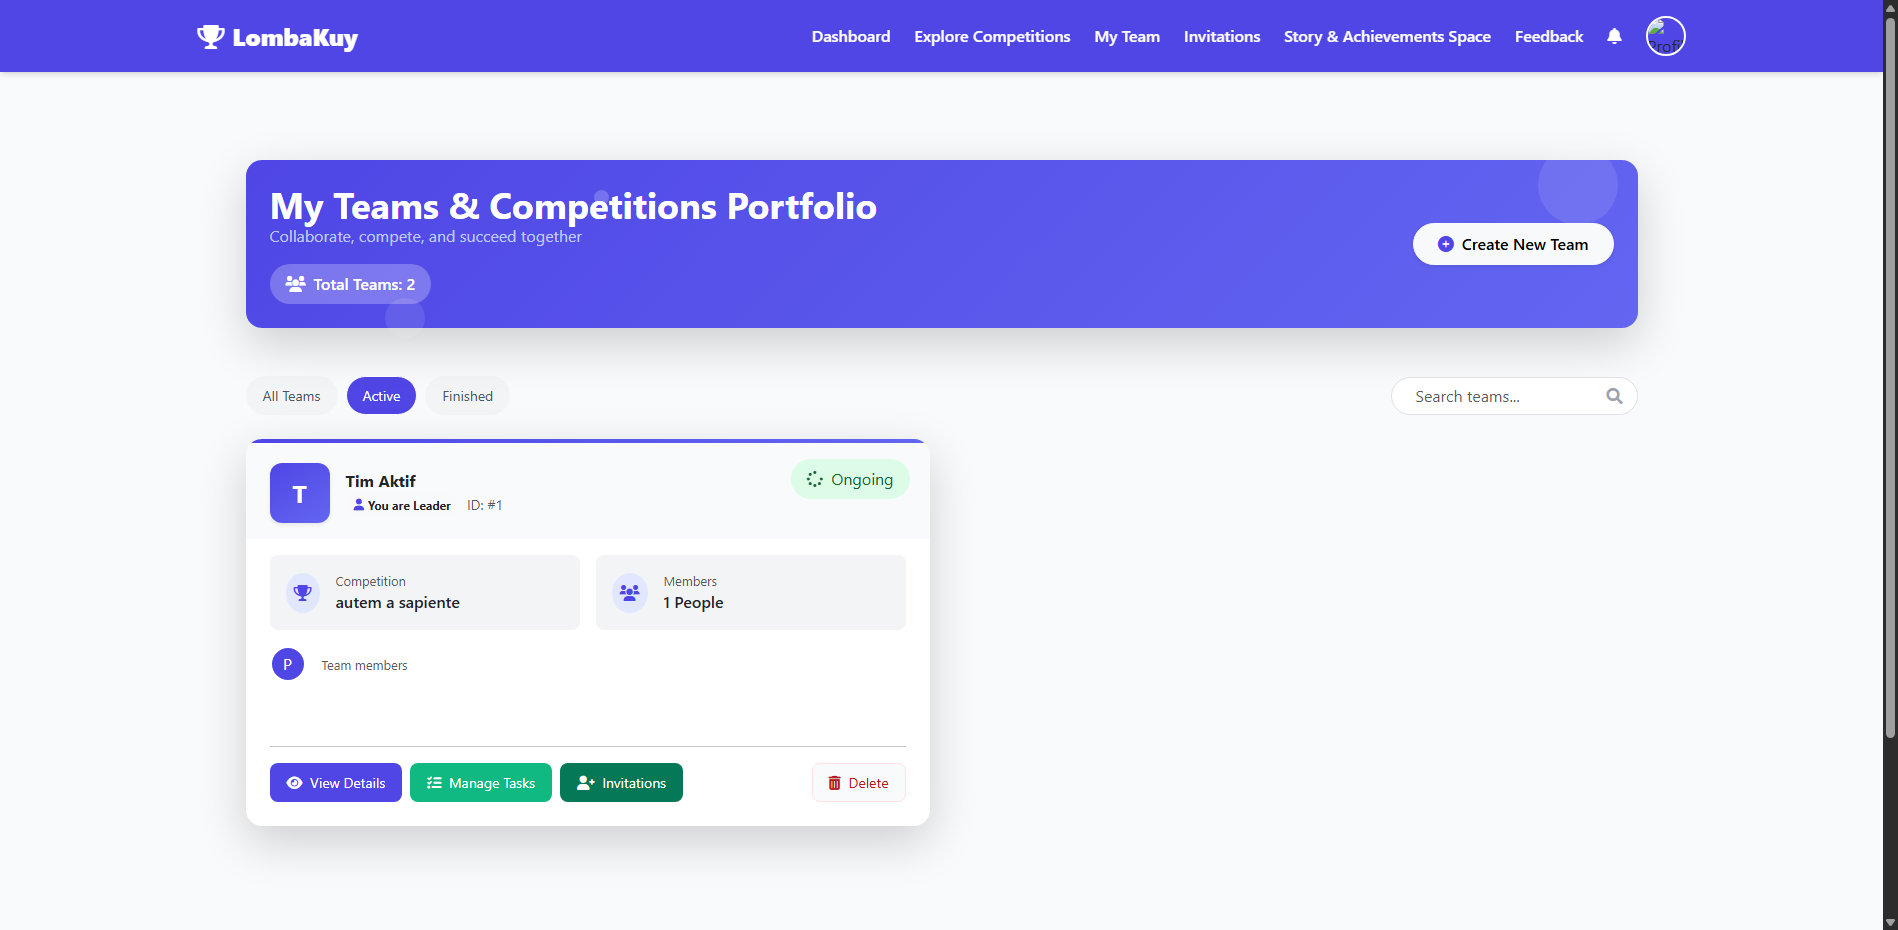 LombaKuy
Dashboard
Explore Competitions
My Team
Invitations
Story & Achievements Space
Feedback
Profi
My Teams & Competitions Portfolio
Collaborate, compete, and succeed together
Total Teams: 2
Create New Team
All Teams
Active
Finished
Search teams...
T
Tim Aktif
You are Leader
ID: #1
Ongoing
Competition
autem a sapiente
Members
1 People
P
Team members
View Details
Manage Tasks
Invitations
Delete